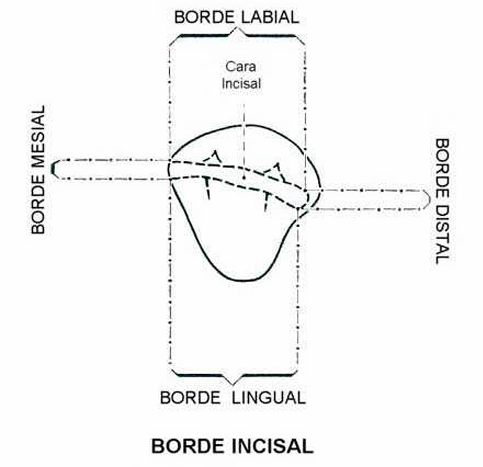 BORDE LABIAL
Cara
Incisal
BORDE MESIAL
BORDE DISTAL
BORDE LINGUAL
BORDE INCISAL